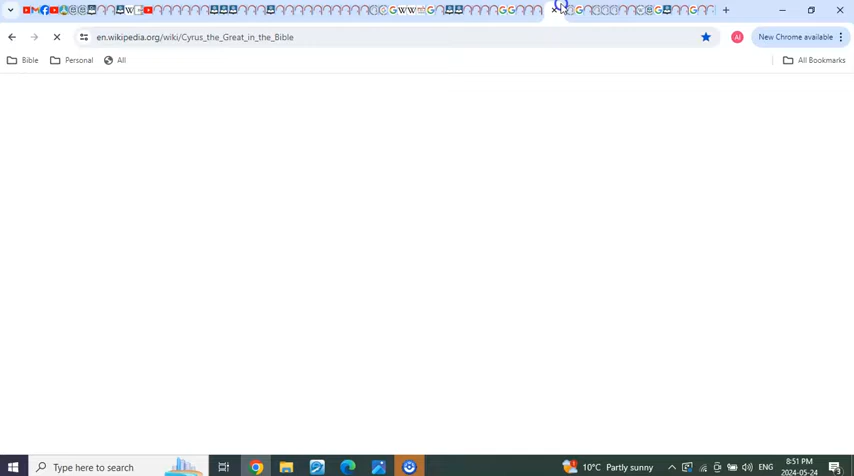 en.wikipedia.org/wiki/Cyrus_the_Great_in_the_Bible
New Chrome available
Bible
Personal
All
All Bookmarks
Type here to search
10°C Partly sunny
ENG
8:51 PM
2024-05-24